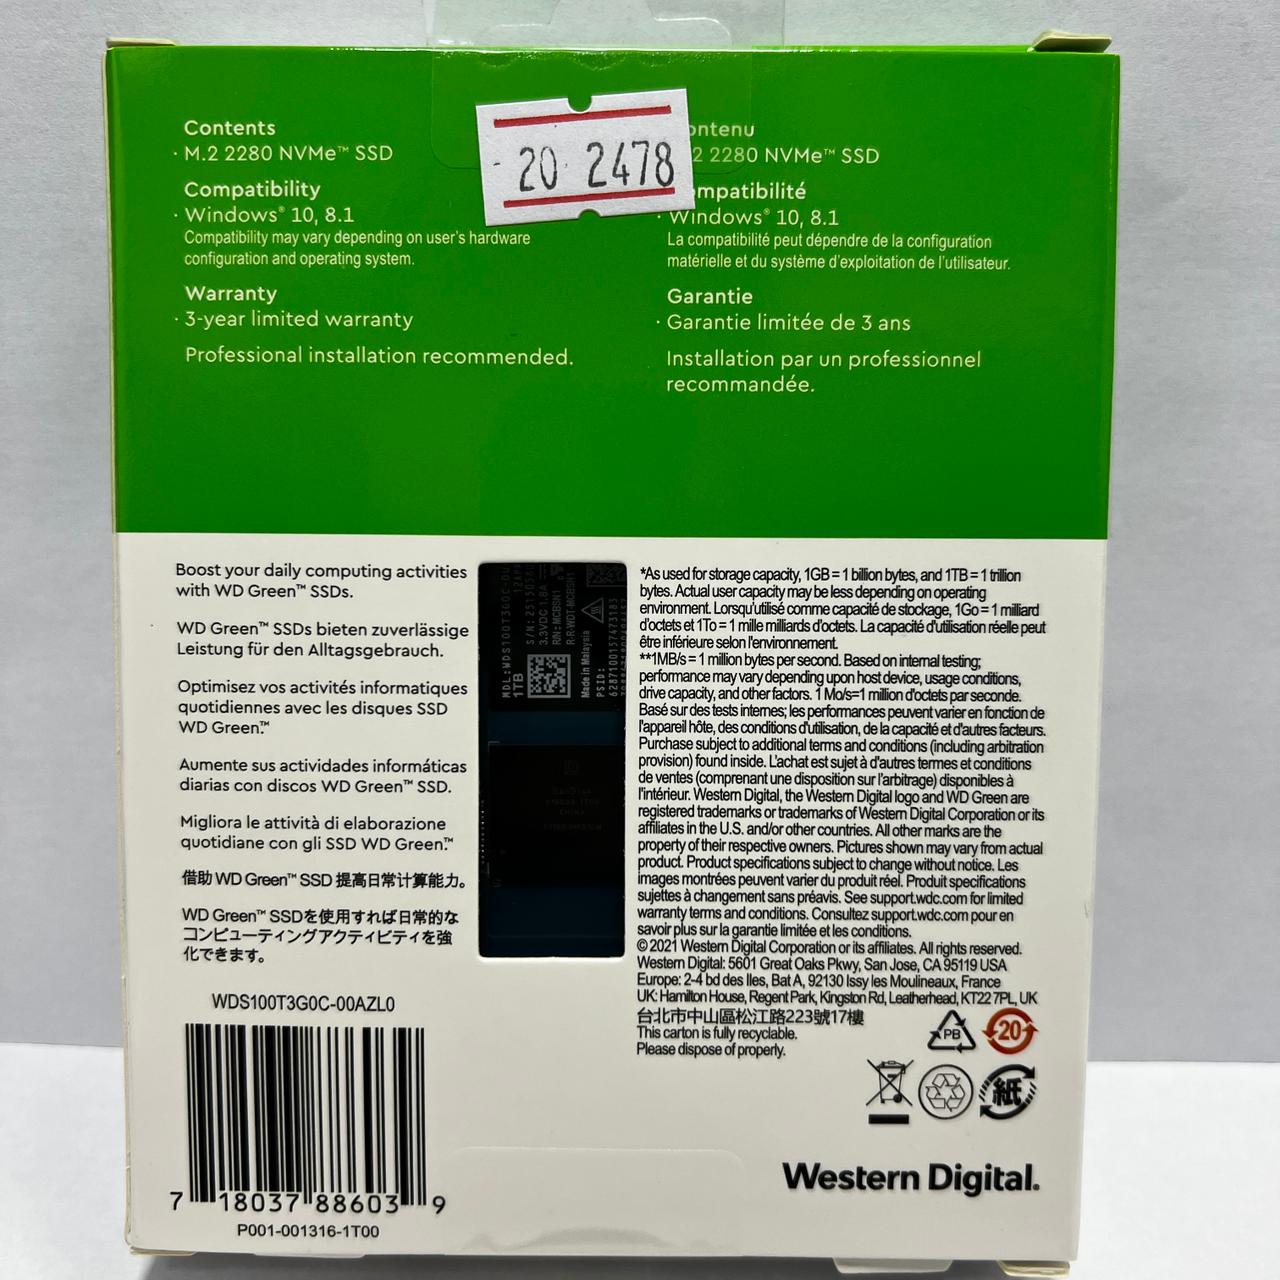 20 2478
Contents
· M.2 2280 NVMe™ SSD
Compatibility
· Windows® 10, 8.1
Compatibility may vary depending on user's hardware
configuration and operating system.
Warranty
· 3-year limited warranty
Professional installation recommended.
2280 NVMe™ SSD
· Windows® 10, 8.1
La compatibilité peut dépendre de la configuration
matérielle et du système d'exploitation de l'utilisateur.
Garantie
· Garantie limitée de 3 ans
Installation par un professionnel
recommandée.
Boost your daily computing activities
with WD Green™ SSDs.
WD Green™ SSDs bieten zuverlässige
Leistung für den Alltagsgebrauch.
Optimisez vos activités informatiques
quotidiennes avec les disques SSD
WD Green.™
Aumente sus actividades informáticas
diarias con discos WD Green™ SSD.
Migliora le attività di elaborazione
quotidiane con gli SSD WD Green.™
借助 WD Green™ SSD 提高日常计算能力。
WD Green™ SSDを使用すれば日常的な
コンピューティングアクティビティを強
化できます。
WDS100T3G0C-00AZL0
7 18037 88603 9
P001-001316-1T00
1TB
3.3VDC 1.8A
R/N: MCBSN1
R-R-WDT-MCBSN1
Made in Malaysia
PSID:
*As used for storage capacity, 1GB = 1 billion bytes, and 1TB = 1 trillion
bytes. Actual user capacity may be less depending on operating
environment. Lorsqu'utilisé comme capacité de stockage, 1Go = 1 milliard
d'octets et 1To = 1 mille milliards d'octets. La capacité d'utilisation réelle peut
être inférieure selon l'environnement.
**1MB/s = 1 million bytes per second. Based on internal testing;
performance may vary depending upon host device, usage conditions,
drive capacity, and other factors. 1 Mo/s=1 million d'octets par seconde.
Basé sur des tests internes; les performances peuvent varier en fonction de
l'appareil hôte, des conditions d'utilisation, de la capacité et d'autres facteurs.
Purchase subject to additional terms and conditions (including arbitration
provision) found inside. L'achat est sujet à d'autres termes et conditions
de ventes (comprenant une disposition sur l'arbitrage) disponibles à
l'intérieur. Western Digital, the Western Digital logo and WD Green are
registered trademarks or trademarks of Western Digital Corporation or its
affiliates in the U.S. and/or other countries. All other marks are the
property of their respective owners. Pictures shown may vary from actual
product. Product specifications subject to change without notice. Les
images montrées peuvent varier du produit réel. Produit specifications
sujettes à changement sans préavis. See support.wdc.com for limited
warranty terms and conditions. Consultez support.wdc.com pour en
savoir plus sur la garantie limitée et les conditions.
© 2021 Western Digital Corporation or its affiliates. All rights reserved.
Western Digital: 5601 Great Oaks Pkwy, San Jose, CA 95119 USA
Europe: 2-4 bd des Iles, Bat A, 92130 Issy les Moulineaux, France
UK: Hamilton House, Regent Park, Kingston Rd, Leatherhead, KT22 7PL, UK
台北市中山區松江路223號17樓
This carton is fully recyclable.
Please dispose of properly.
PB
20
紙
Western Digital.